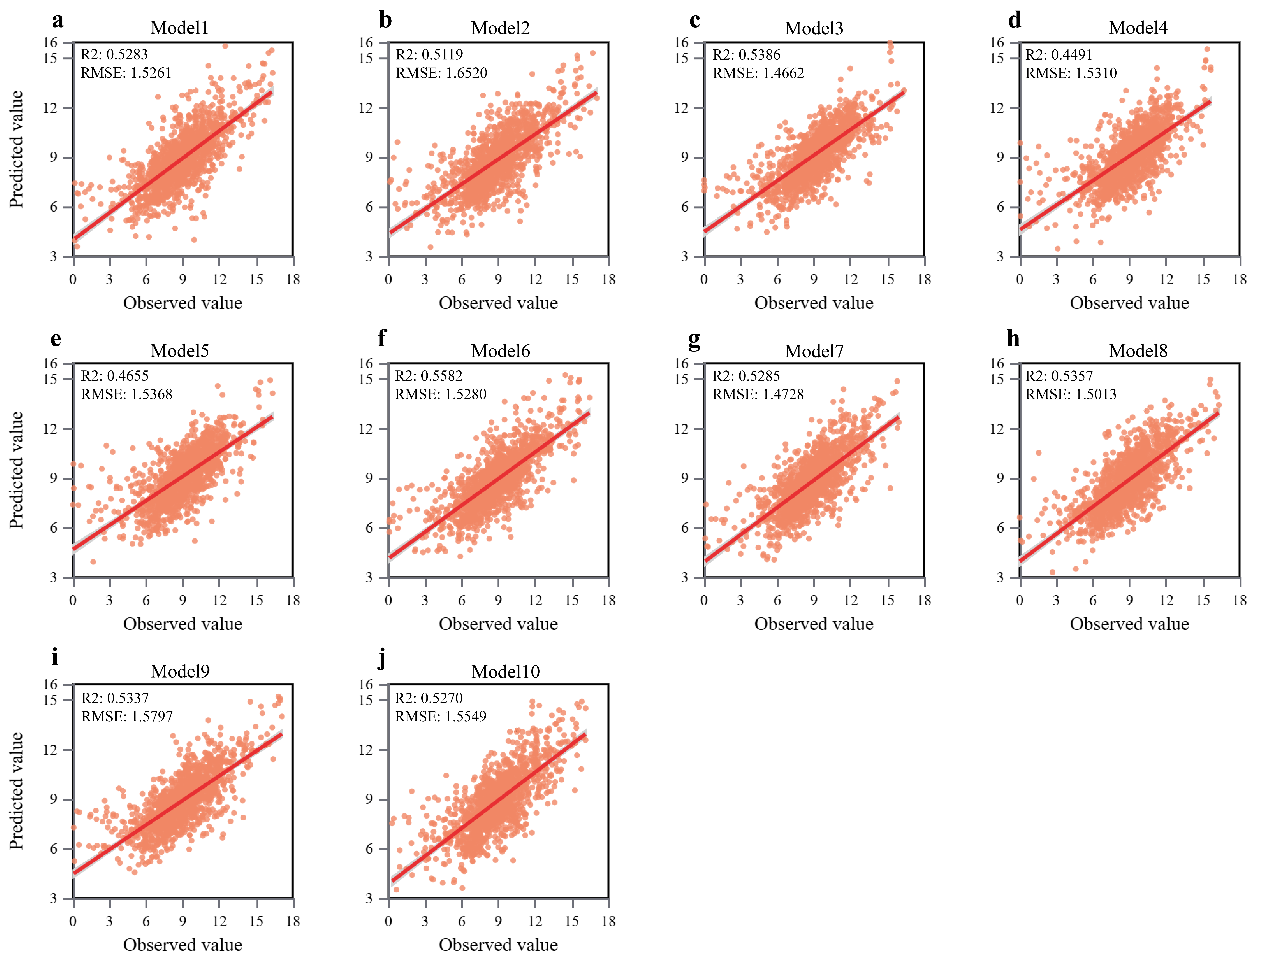 a
Model1
R2: 0.5283
RMSE: 1.5261
16
15
12
9
6
3
Predicted value
0 3 6 9 12 15 18
Observed value
b
Model2
R2: 0.5119
RMSE: 1.6520
16
15
12
9
6
3
0 3 6 9 12 15 18
Observed value
c
Model3
R2: 0.5386
RMSE: 1.4662
16
15
12
9
6
3
0 3 6 9 12 15 18
Observed value
d
Model4
R2: 0.4491
RMSE: 1.5310
16
15
12
9
6
3
0 3 6 9 12 15 18
Observed value
e
Model5
R2: 0.4655
RMSE: 1.5368
16
15
12
9
6
3
Predicted value
0 3 6 9 12 15 18
Observed value
f
Model6
R2: 0.5582
RMSE: 1.5280
16
15
12
9
6
3
0 3 6 9 12 15 18
Observed value
g
Model7
R2: 0.5285
RMSE: 1.4728
16
15
12
9
6
3
0 3 6 9 12 15 18
Observed value
h
Model8
R2: 0.5357
RMSE: 1.5013
16
15
12
9
6
3
0 3 6 9 12 15 18
Observed value
i
Model9
R2: 0.5337
RMSE: 1.5797
16
15
12
9
6
3
Predicted value
0 3 6 9 12 15 18
Observed value
j
Model10
R2: 0.5270
RMSE: 1.5549
16
15
12
9
6
3
0 3 6 9 12 15 18
Observed value